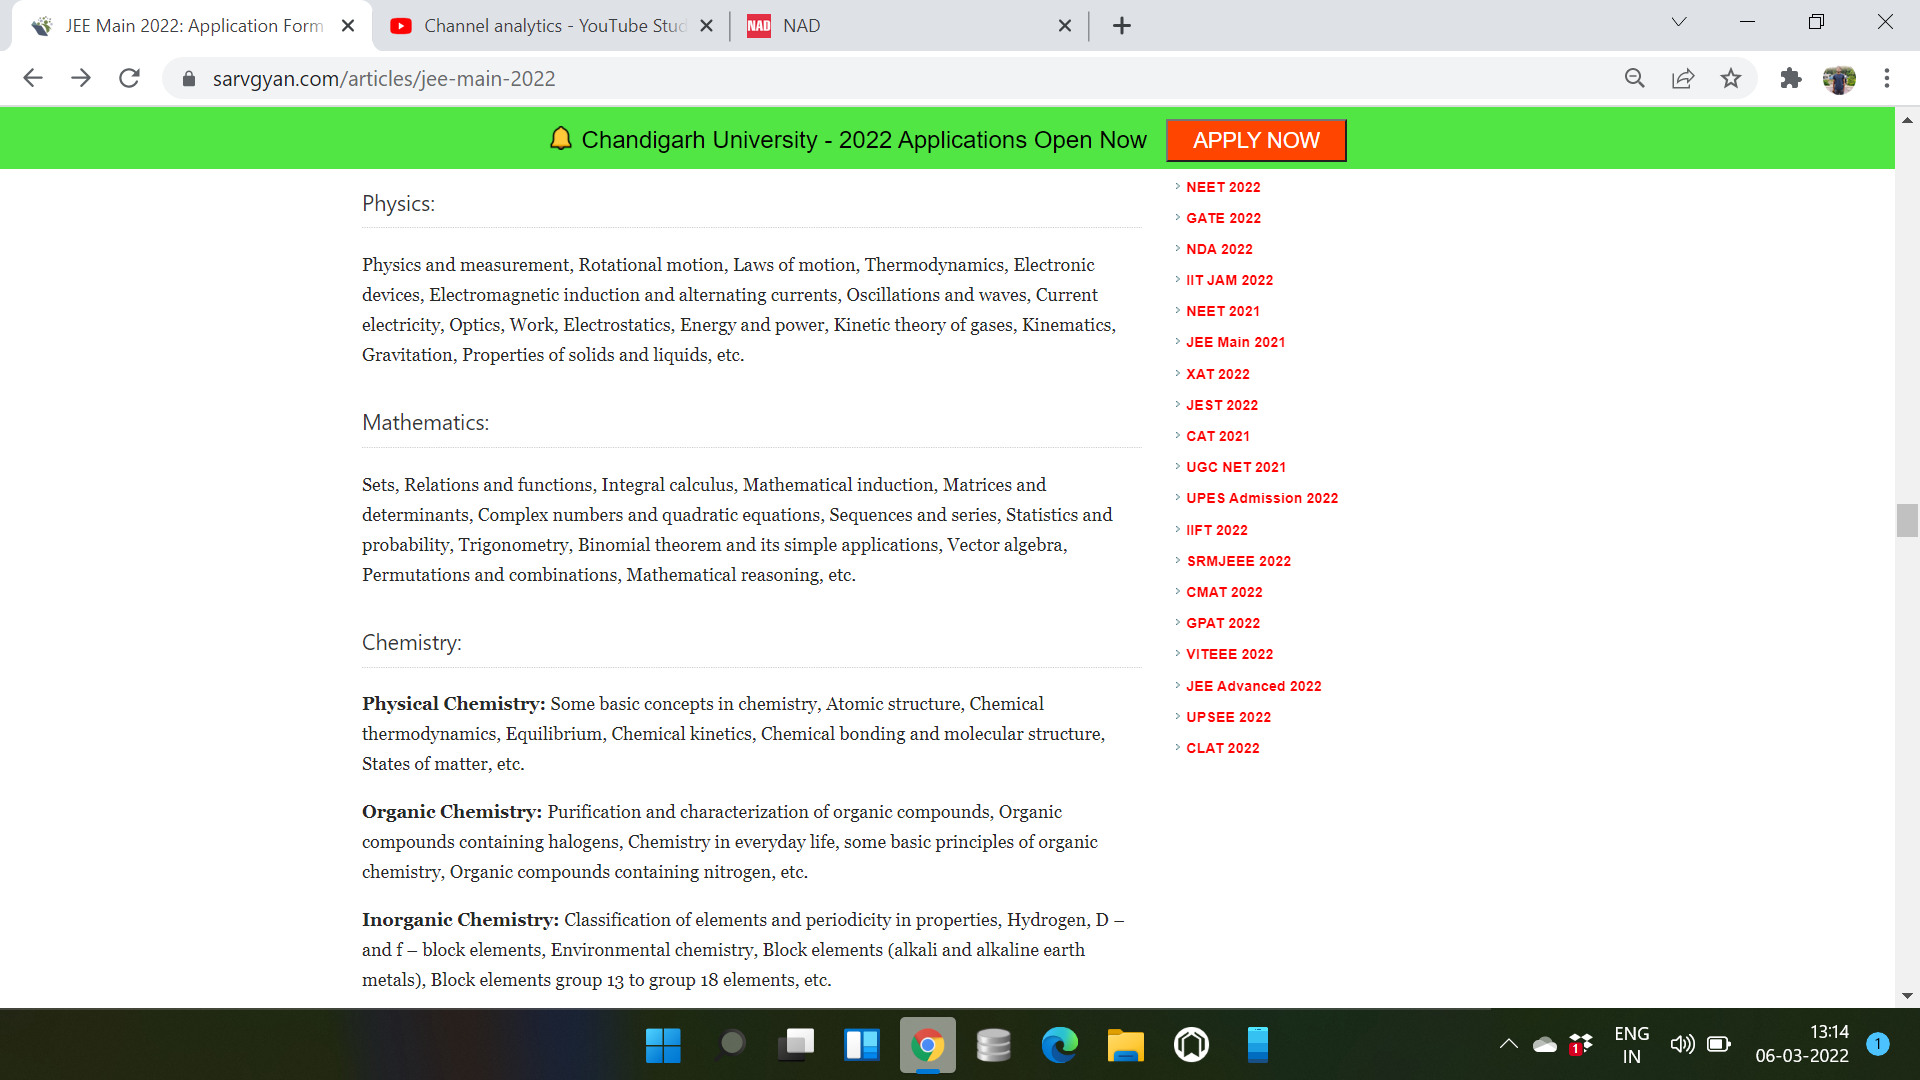 JEE Main 2022: Application Form
Channel analytics - YouTube Stud
NAD
NAD
sarvgyan.com/articles/jee-main-2022
Chandigarh University - 2022 Applications Open Now
APPLY NOW
Physics:
Physics and measurement, Rotational motion, Laws of motion, Thermodynamics, Electronic
devices, Electromagnetic induction and alternating currents, Oscillations and waves, Current
electricity, Optics, Work, Electrostatics, Energy and power, Kinetic theory of gases, Kinematics,
Gravitation, Properties of solids and liquids, etc.
Mathematics:
Sets, Relations and functions, Integral calculus, Mathematical induction, Matrices and
determinants, Complex numbers and quadratic equations, Sequences and series, Statistics and
probability, Trigonometry, Binomial theorem and its simple applications, Vector algebra,
Permutations and combinations, Mathematical reasoning, etc.
Chemistry:
Physical Chemistry: Some basic concepts in chemistry, Atomic structure, Chemical
thermodynamics, Equilibrium, Chemical kinetics, Chemical bonding and molecular structure,
States of matter, etc.
Organic Chemistry: Purification and characterization of organic compounds, Organic
compounds containing halogens, Chemistry in everyday life, some basic principles of organic
chemistry, Organic compounds containing nitrogen, etc.
Inorganic Chemistry: Classification of elements and periodicity in properties, Hydrogen, D –
and f – block elements, Environmental chemistry, Block elements (alkali and alkaline earth
metals), Block elements group 13 to group 18 elements, etc.
NEET 2022
GATE 2022
NDA 2022
IIT JAM 2022
NEET 2021
JEE Main 2021
XAT 2022
JEST 2022
CAT 2021
UGC NET 2021
UPES Admission 2022
IIFT 2022
SRMJEEE 2022
CMAT 2022
GPAT 2022
VITEEE 2022
JEE Advanced 2022
UPSEE 2022
CLAT 2022
1
ENG
IN
13:14
06-03-2022
1